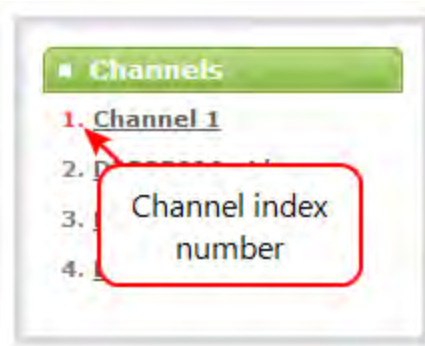 Channels
1. Channel 1
2.
3.
4.
Channel index
number